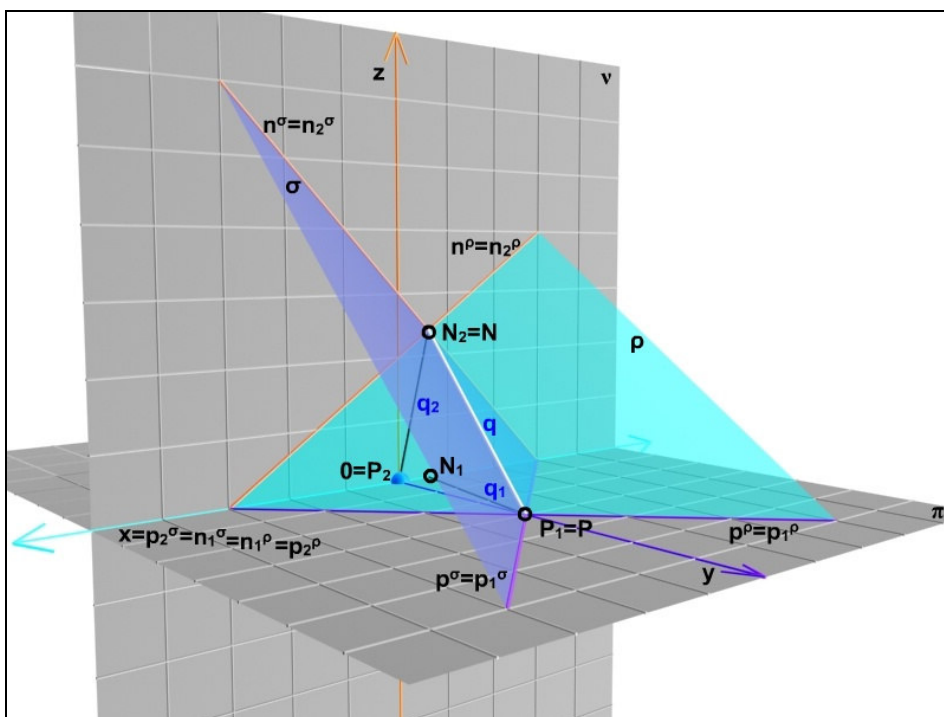 z
ν
nσ=n2σ
σ
nρ=n2ρ
N2=N
ρ
q2
q
0=P2
N1
q1
P1=P
π
x=p2σ=n1σ=n1ρ=p2ρ
pρ=p1ρ
y
pσ=p1σ